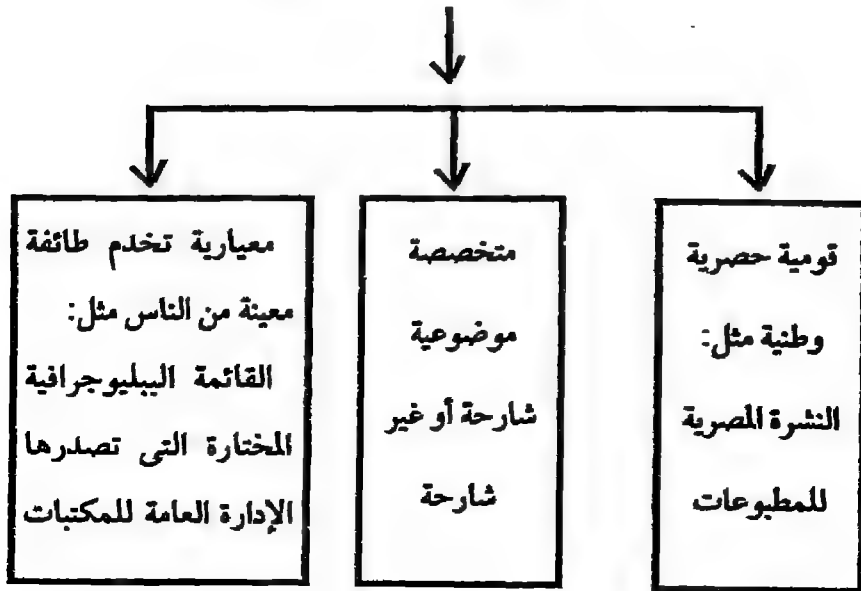 قومية حصرية
وطنية مثل:
النشرة المصرية
للمطبوعات
متخصصة
موضوعية
شارحة أو غير
شارحة
معيارية تخدم طائفة
معينة من الناس مثل:
القائمة الببليوجرافية
المختارة التى تصدرها
الإدارة العامة للمكتبات